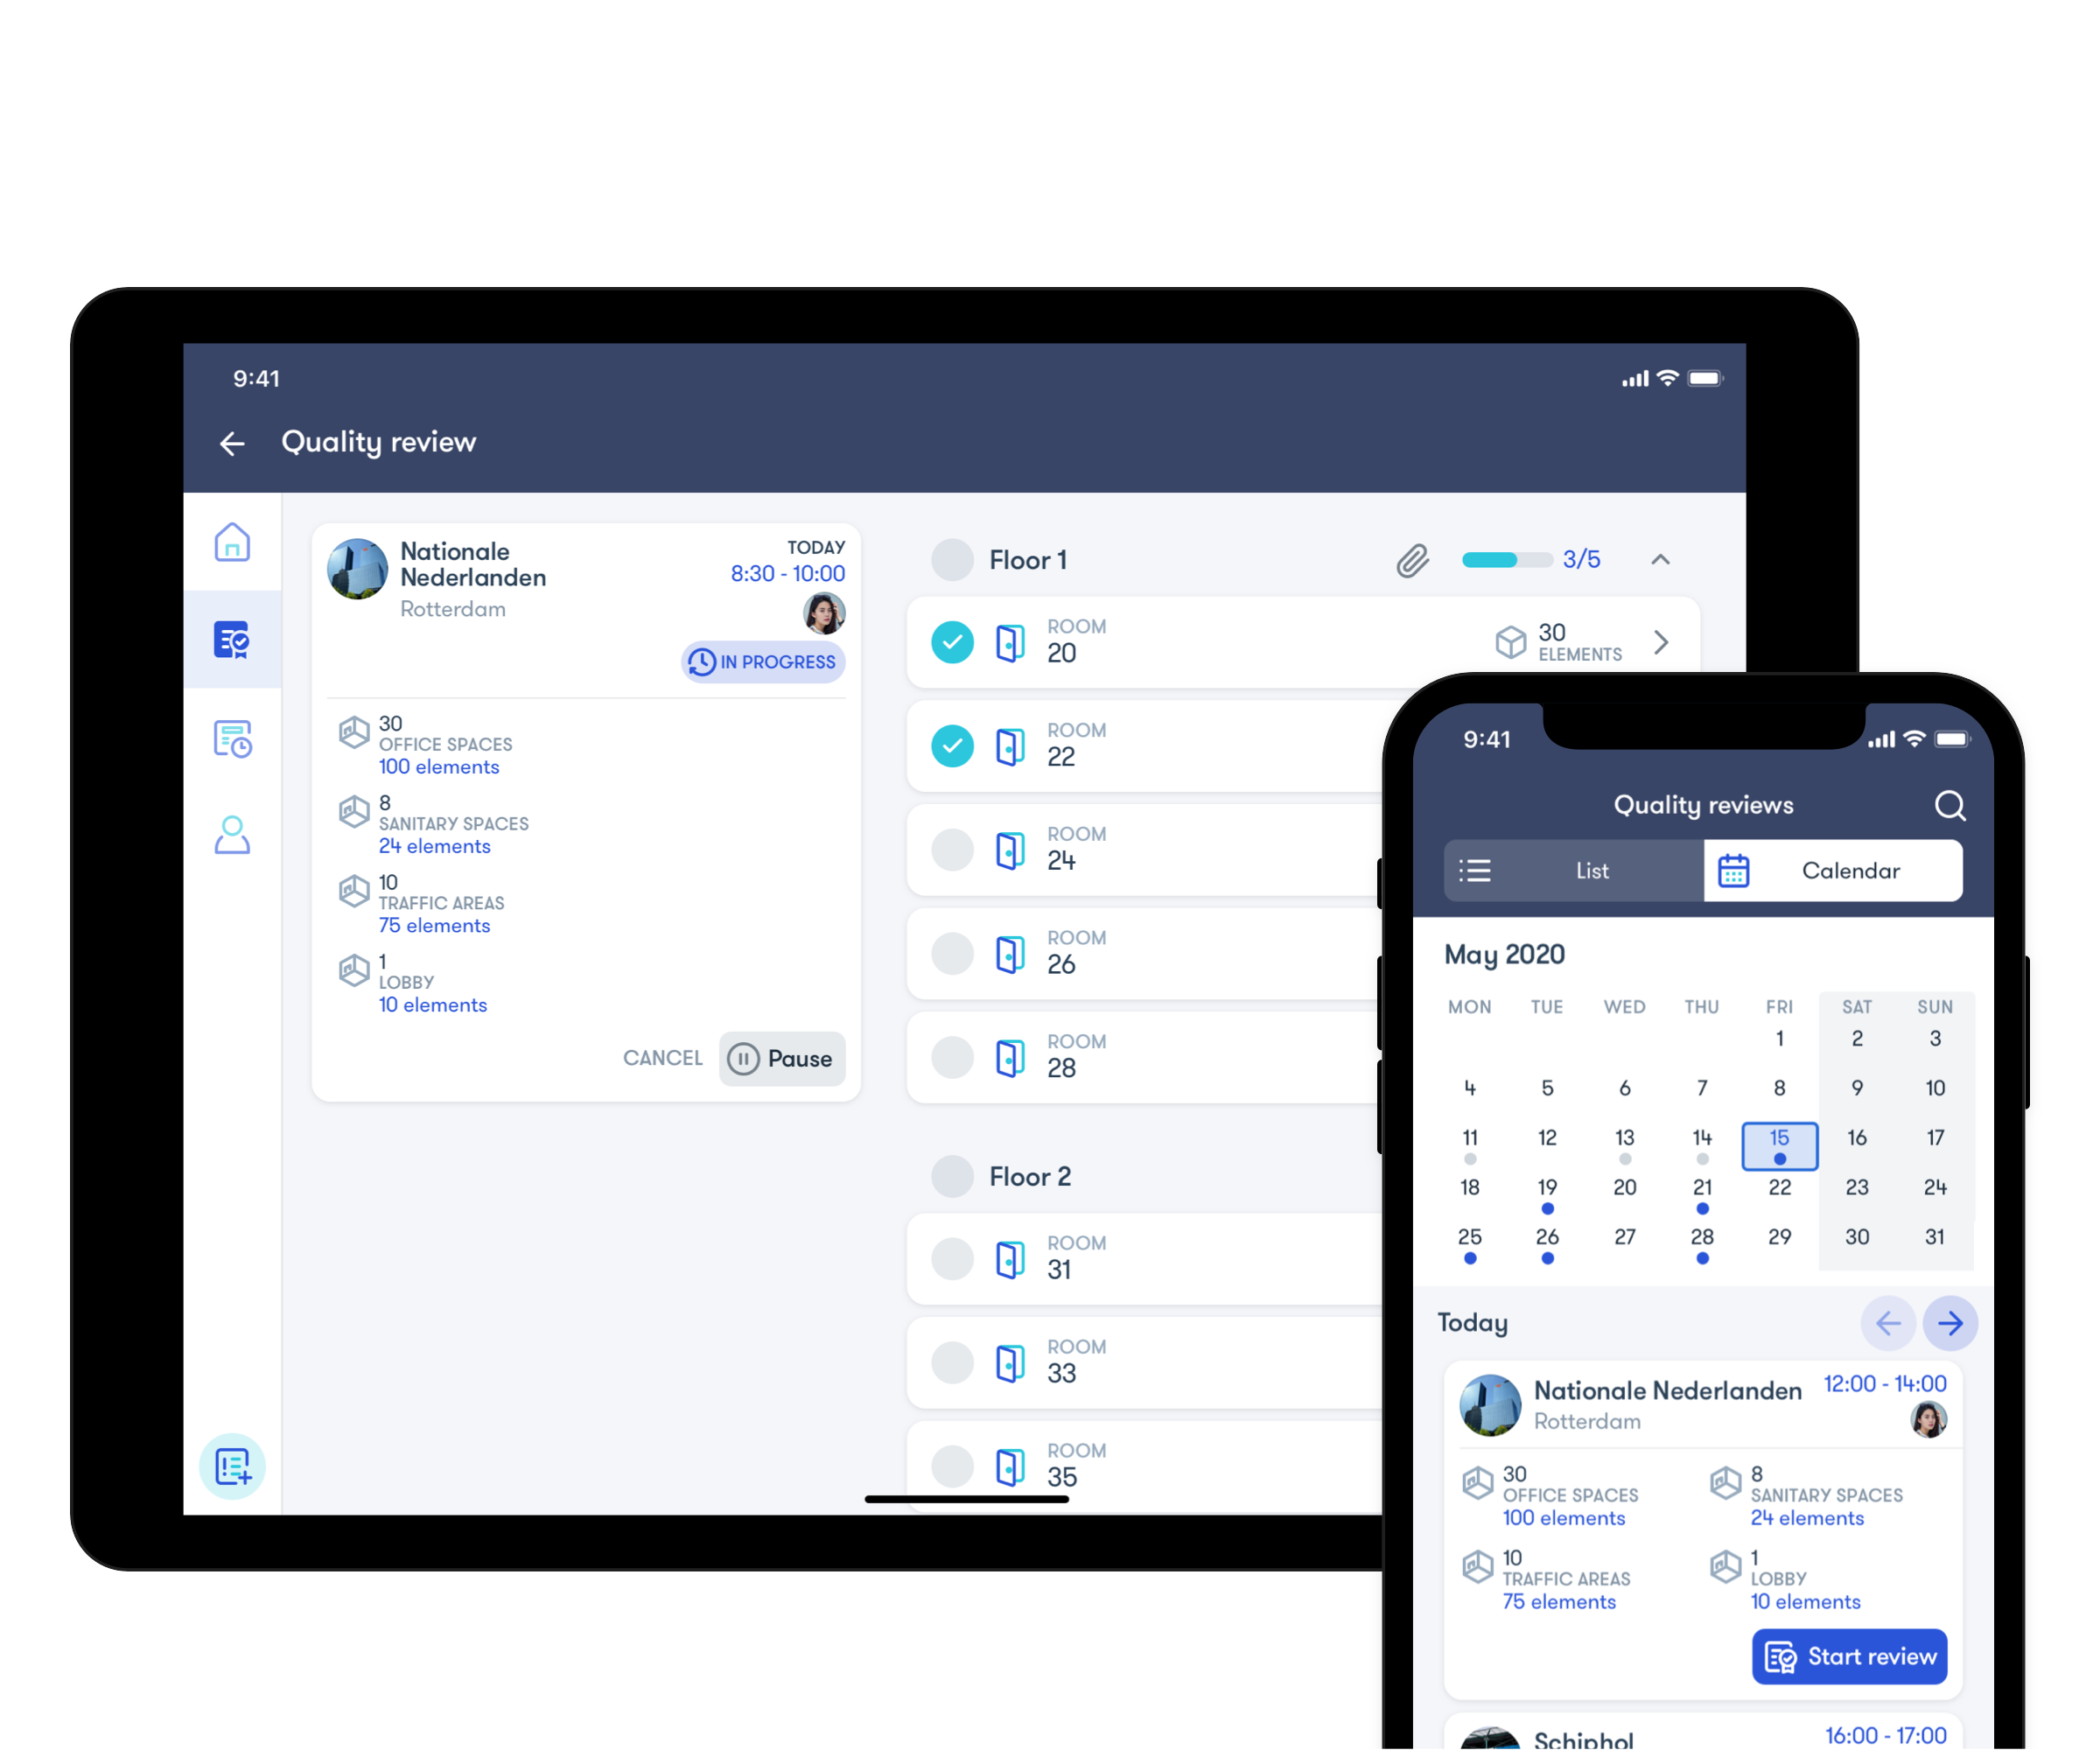 9:41
Quality review
Nationale
Nederlanden
Rotterdam
TODAY
8:30 - 10:00
IN PROGRESS
30
OFFICE SPACES
100 elements
8
SANITARY SPACES
24 elements
10
TRAFFIC AREAS
75 elements
1
LOBBY
10 elements
CANCEL
Pause
Floor 1
3/5
ROOM
20
30
ELEMENTS
ROOM
22
ROOM
24
ROOM
26
ROOM
28
Floor 2
ROOM
31
ROOM
33
ROOM
35
9:41
Quality reviews
List
Calendar
May 2020
MON TUE WED THU FRI SAT SUN
1 2 3
4 5 6 7 8 9 10
11 12 13 14 15 16 17
18 19 20 21 22 23 24
25 26 27 28 29 30 31
Today
Nationale Nederlanden
12:00 - 14:00
Rotterdam
30
OFFICE SPACES
100 elements
8
SANITARY SPACES
24 elements
10
TRAFFIC AREAS
75 elements
1
LOBBY
10 elements
Start review
Schiphol
16:00 - 17:00